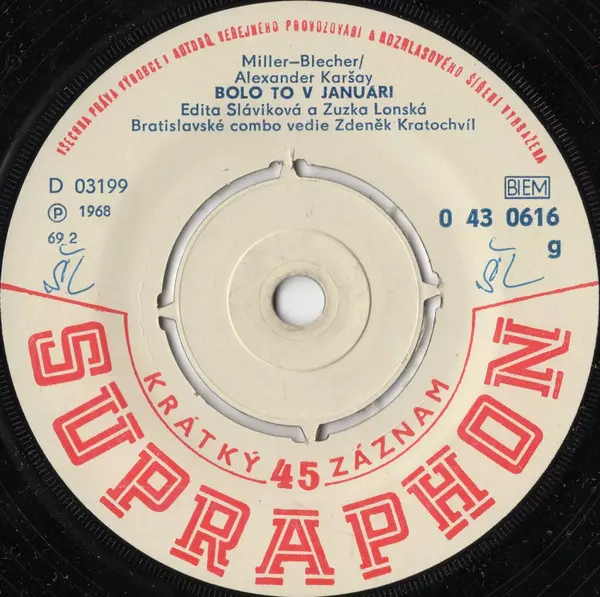 VŠECHNA PRÁVA VÝROBCE I AUTORŮ VEŘEJNÉHO PROVOZOVÁNÍ A ROZHLASOVÉHO ŠÍŘENÍ VYHRAZENA
Miller–Blecher/
Alexander Karšay
BOLO TO V JANUÁRI
Edita Sláviková a Zuzka Lonská
Bratislavské combo vedie Zdeněk Kratochvíl
D 03199
BIEM
Ⓟ 1968
0 43 0616
69 2
g
KRÁTKÝ 45 ZÁZNAM
SUPRAPHON